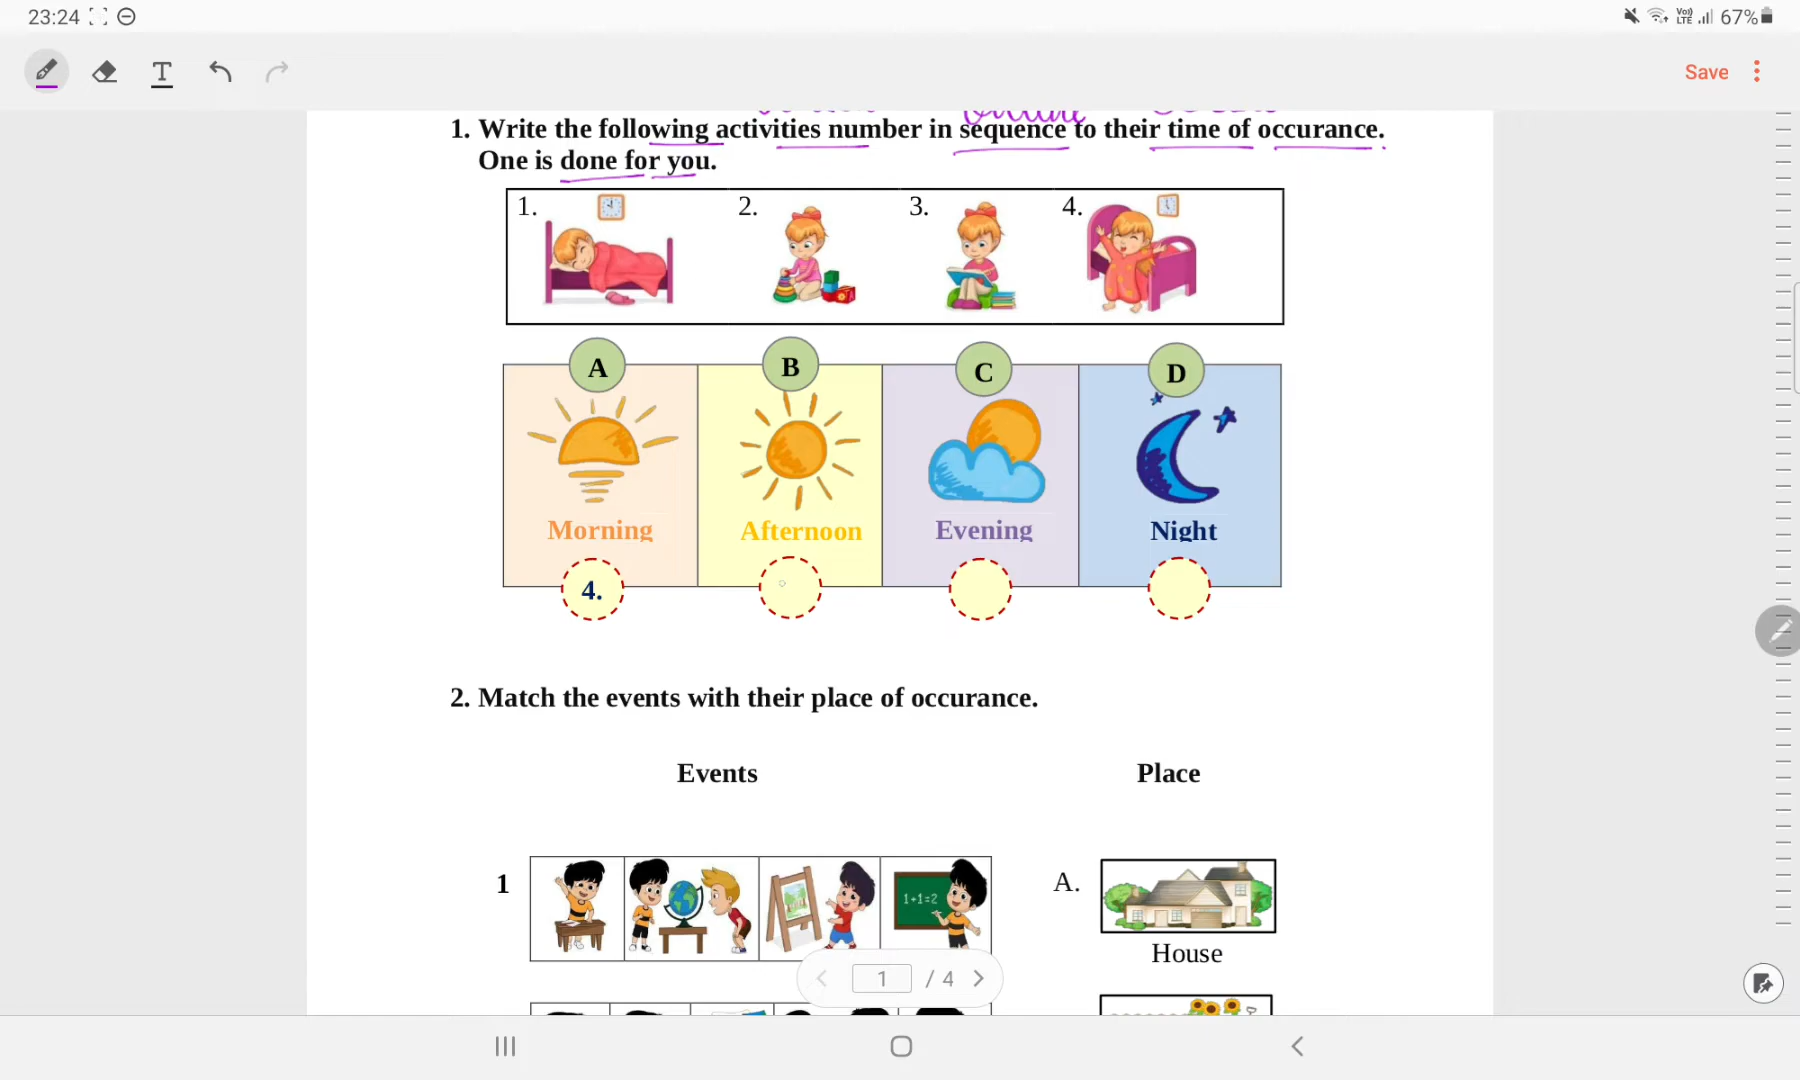 23:24
Vo)) LTE 67%
T Save
1. Write the following activities number in sequence to their time of occurance.
One is done for you.
1. 2. 3. 4.
A B C D
Morning Afternoon Evening Night
4.
2. Match the events with their place of occurance.
Events Place
1 1+1=2 A.
House
1 / 4